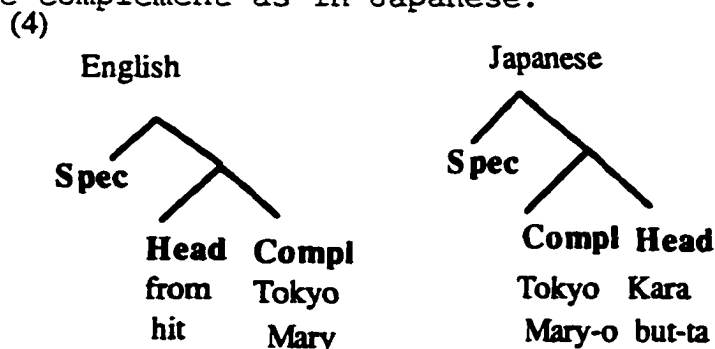 e complement as in Japanese.
(4)
English Japanese
Spec Spec
Head Compl Compl Head
from Tokyo Tokyo Kara
hit Mary Mary-o but-ta